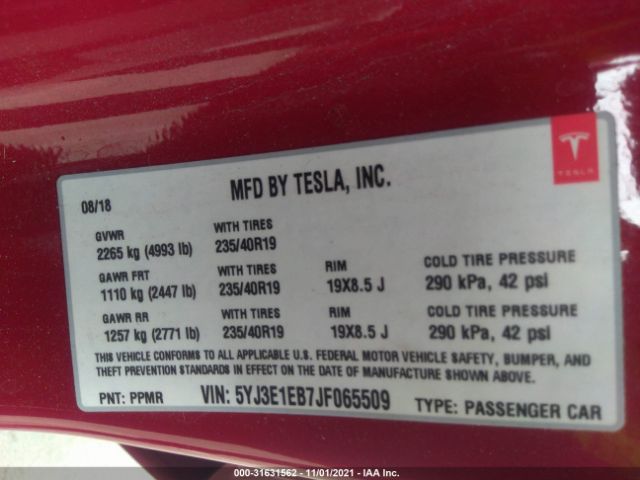 MFD BY TESLA, INC.
TESLA
08/18
GVWR WITH TIRES
2265 kg (4993 lb) 235/40R19
GAWR FRT WITH TIRES RIM COLD TIRE PRESSURE
1110 kg (2447 lb) 235/40R19 19X8.5 J 290 kPa, 42 psi
GAWR RR WITH TIRES RIM COLD TIRE PRESSURE
1257 kg (2771 lb) 235/40R19 19X8.5 J 290 kPa, 42 psi
THIS VEHICLE CONFORMS TO ALL APPLICABLE U.S. FEDERAL MOTOR VEHICLE SAFETY, BUMPER, AND
THEFT PREVENTION STANDARDS IN EFFECT ON THE DATE OF MANUFACTURE SHOWN ABOVE.
PNT: PPMR VIN: 5YJ3E1EB7JF065509 TYPE: PASSENGER CAR
000-31631562 - 11/01/2021 - IAA Inc.